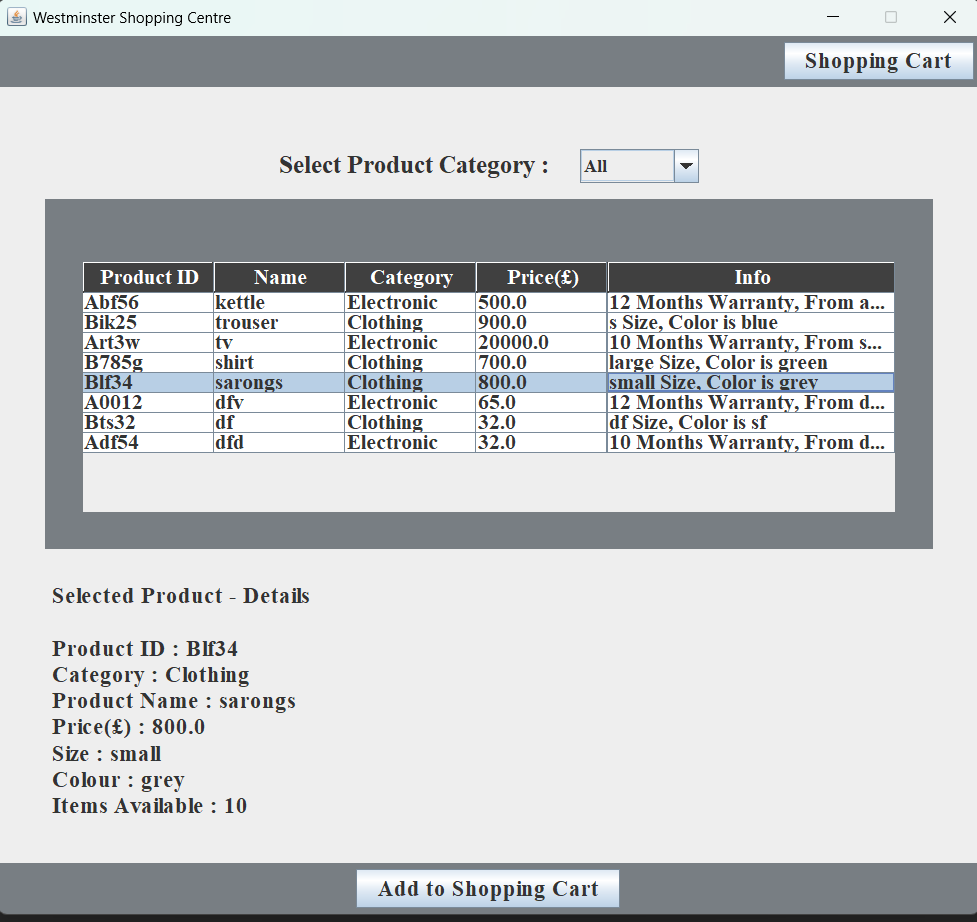 Westminster Shopping Centre
Shopping Cart
Select Product Category : All
Product ID Name Category Price(£) Info
Abf56 kettle Electronic 500.0 12 Months Warranty, From a...
Bik25 trouser Clothing 900.0 s Size, Color is blue
Art3w tv Electronic 20000.0 10 Months Warranty, From s...
B785g shirt Clothing 700.0 large Size, Color is green
Blf34 sarongs Clothing 800.0 small Size, Color is grey
A0012 dfv Electronic 65.0 12 Months Warranty, From d...
Bts32 df Clothing 32.0 df Size, Color is sf
Adf54 dfd Electronic 32.0 10 Months Warranty, From d...
Selected Product - Details
Product ID : Blf34
Category : Clothing
Product Name : sarongs
Price(£) : 800.0
Size : small
Colour : grey
Items Available : 10
Add to Shopping Cart